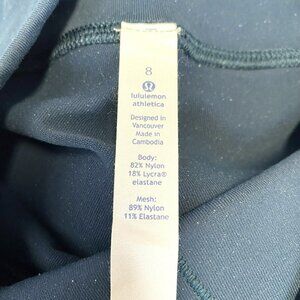 8
lululemon
athletica
Designed in
Vancouver
Made in
Cambodia
Body:
82% Nylon
18% Lycra®
elastane
Mesh:
89% Nylon
11% Elastane